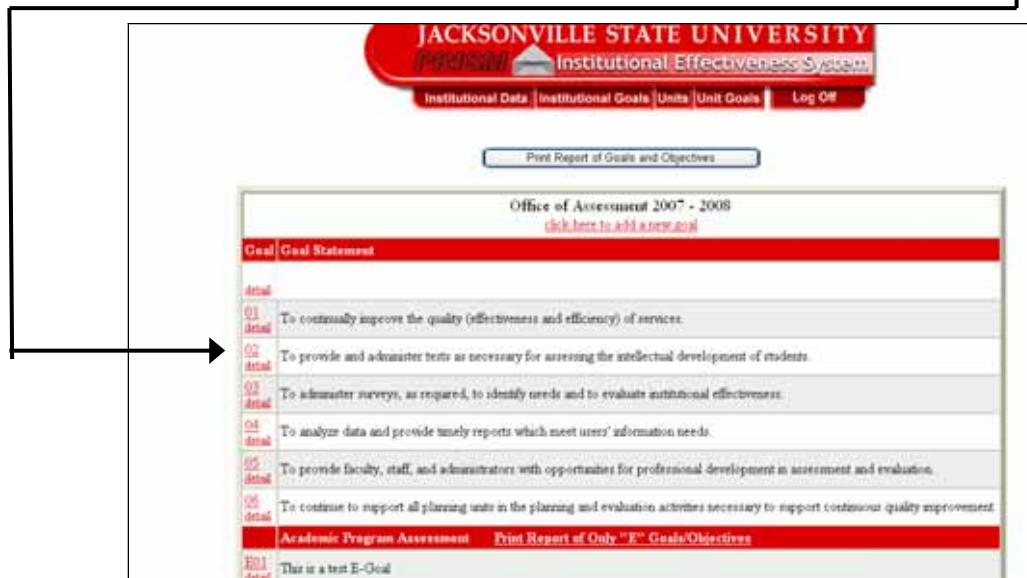 JACKSONVILLE STATE UNIVERSITY
PRISM Institutional Effectiveness System
Institutional Data Institutional Goals Units Unit Goals Log Off
Print Report of Goals and Objectives
Office of Assessment 2007 - 2008
click here to add a new goal
Goal Goal Statement
detail
01
detail To continually improve the quality (effectiveness and efficiency) of services.
02
detail To provide and administer tests as necessary for assessing the intellectual development of students.
03
detail To administer surveys, as required, to identify needs and to evaluate institutional effectiveness.
04
detail To analyze data and provide timely reports which meet users' information needs.
05
detail To provide faculty, staff, and administrators with opportunities for professional development in assessment and evaluation.
06
detail To continue to support all planning units in the planning and evaluation activities necessary to support continuous quality improvement.
Academic Program Assessment Print Report of Only "E" Goals/Objectives
E01
detail This is a test E-Goal